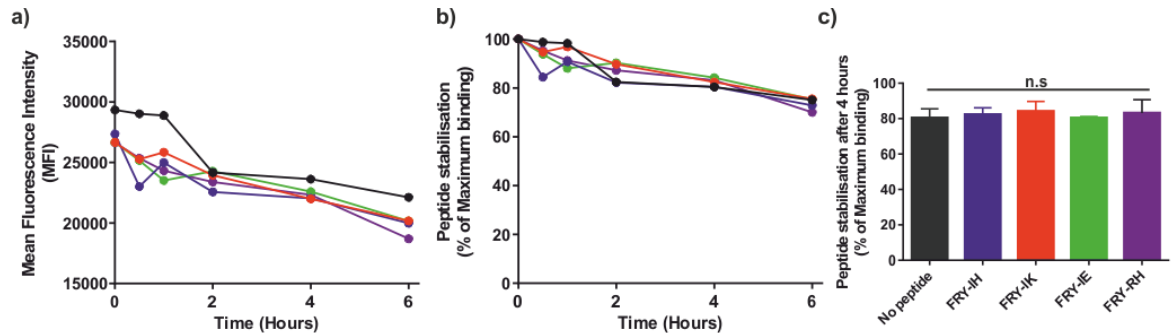 a)
Mean Fluorescence Intensity
(MFI)
35000
30000
25000
20000
15000
0
2
4
6
Time (Hours)
b)
Peptide stabilisation
(% of Maximum binding)
100
80
60
40
20
0
0
2
4
6
Time (Hours)
c)
Peptide stabilisation after 4 hours
(% of Maximum binding)
100
80
60
40
20
0
n.s
No peptide
FRY-IH
FRY-IK
FRY-IE
FRY-RH